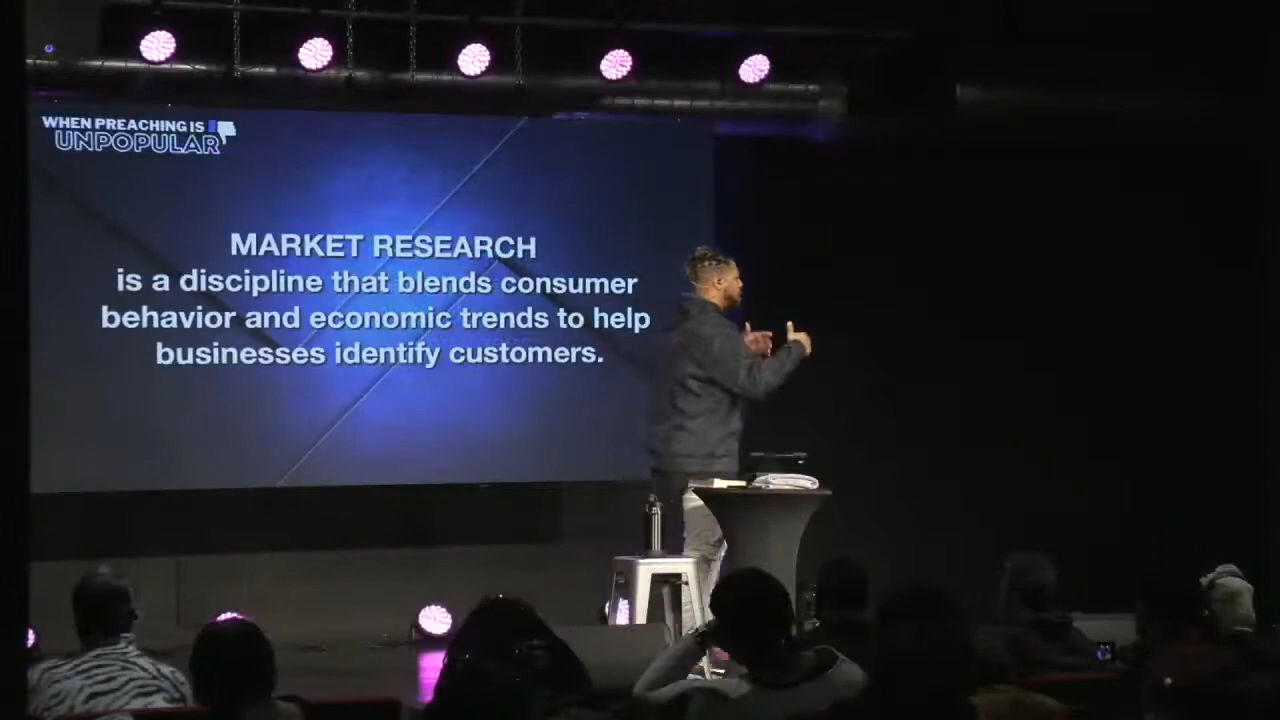 WHEN PREACHING IS
UNPOPULAR
MARKET RESEARCH
is a discipline that blends consumer
behavior and economic trends to help
businesses identify customers.